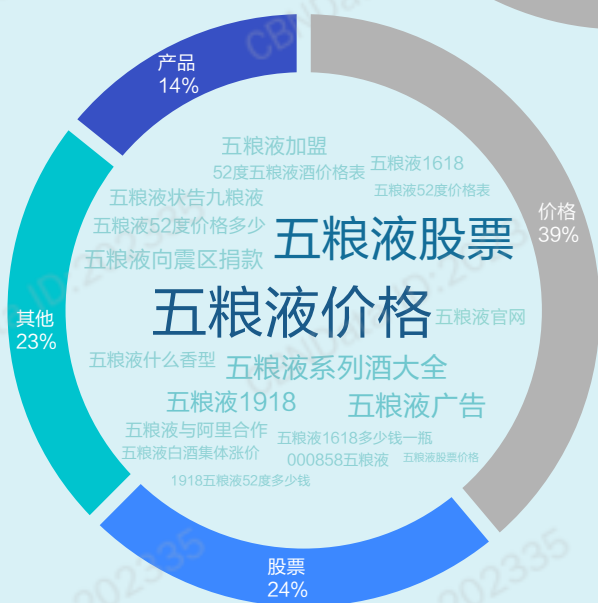 产品
14%
五粮液加盟
52度五粮液酒价格表
五粮液1618
五粮液状告九粮液
五粮液52度价格表
价格
39%
五粮液52度价格多少
五粮液股票
五粮液向震区捐款
五粮液价格
五粮液官网
其他
23%
五粮液什么香型
五粮液系列酒大全
五粮液1918
五粮液广告
五粮液与阿里合作
五粮液1618多少钱一瓶
五粮液白酒集体涨价
000858五粮液
五粮液股票价格
1918五粮液52度多少钱
股票
24%